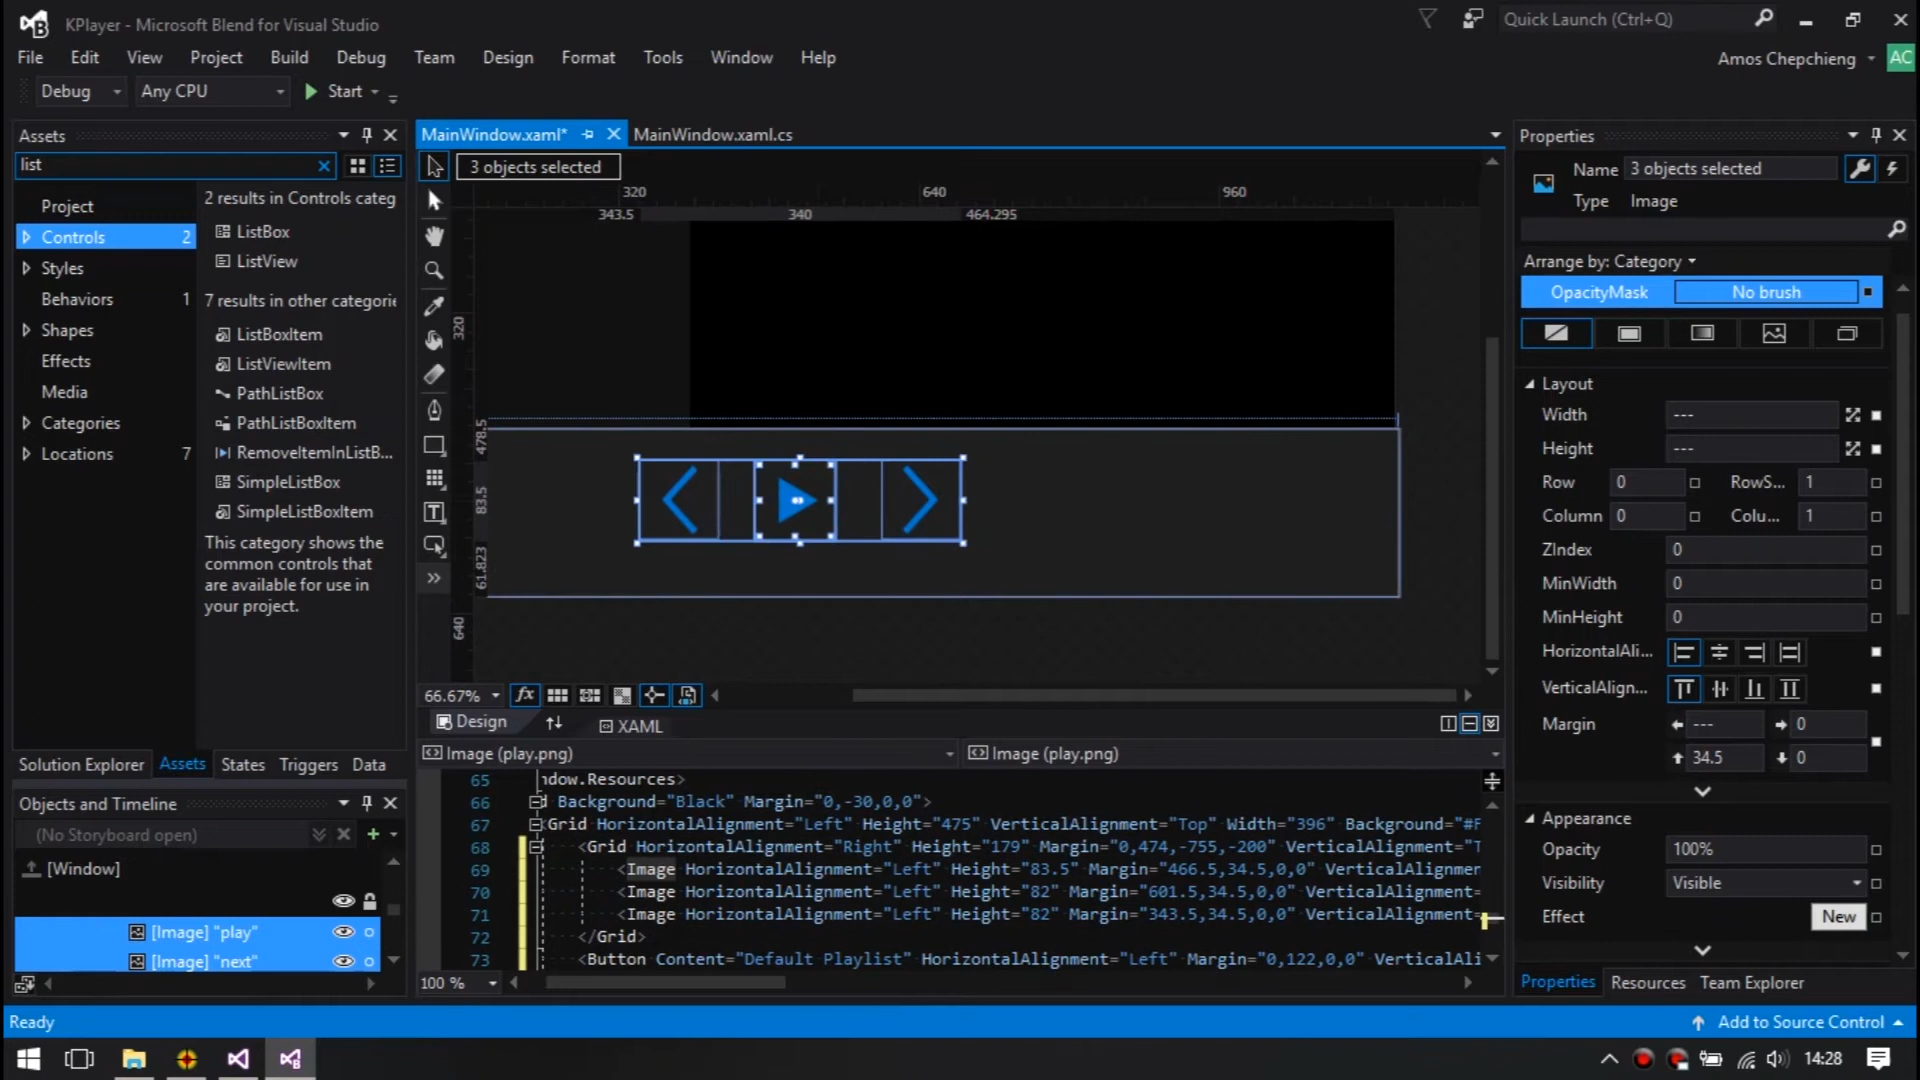 KPlayer - Microsoft Blend for Visual Studio
Quick Launch (Ctrl+Q)
File Edit View Project Build Debug Team Design Format Tools Window Help
Amos Chepchieng AC
Debug Any CPU Start
Assets
list
Project
Controls 2
Styles
Behaviors 1
Shapes
Effects
Media
Categories
Locations 7
2 results in Controls categ
ListBox
ListView
7 results in other categorie
ListBoxItem
ListViewItem
PathListBox
PathListBoxItem
RemoveItemInListB...
SimpleListBox
SimpleListBoxItem
This category shows the
common controls that
are available for use in
your project.
Solution Explorer Assets States Triggers Data
Objects and Timeline
(No Storyboard open)
[Window]
[Image] "play"
[Image] "next"
MainWindow.xaml* MainWindow.xaml.cs
3 objects selected
320 640 960
343.5 340 464.295
320
478.5
83.5
61.823
640
66.67% fx
Design XAML
Image (play.png) Image (play.png)
65 ndow.Resources>
66 d Background="Black" Margin="0,-30,0,0">
67 Grid HorizontalAlignment="Left" Height="475" VerticalAlignment="Top" Width="396" Background="#F
68 <Grid HorizontalAlignment="Right" Height="179" Margin="0,474,-755,-200" VerticalAlignment="T
69 <Image HorizontalAlignment="Left" Height="83.5" Margin="466.5,34.5,0,0" VerticalAlignmen
70 <Image HorizontalAlignment="Left" Height="82" Margin="601.5,34.5,0,0" VerticalAlignment=
71 <Image HorizontalAlignment="Left" Height="82" Margin="343.5,34.5,0,0" VerticalAlignment=
72 </Grid>
73 <Button Content="Default Playlist" HorizontalAlignment="Left" Margin="0,122,0,0" VerticalAli
100 %
Properties
Name 3 objects selected
Type Image
Arrange by: Category
OpacityMask No brush
Layout
Width ---
Height ---
Row 0 RowS... 1
Column 0 Colu... 1
ZIndex 0
MinWidth 0
MinHeight 0
HorizontalAli...
VerticalAlign...
Margin --- 0
34.5 0
Appearance
Opacity 100%
Visibility Visible
Effect New
Properties Resources Team Explorer
Ready
Add to Source Control
14:28